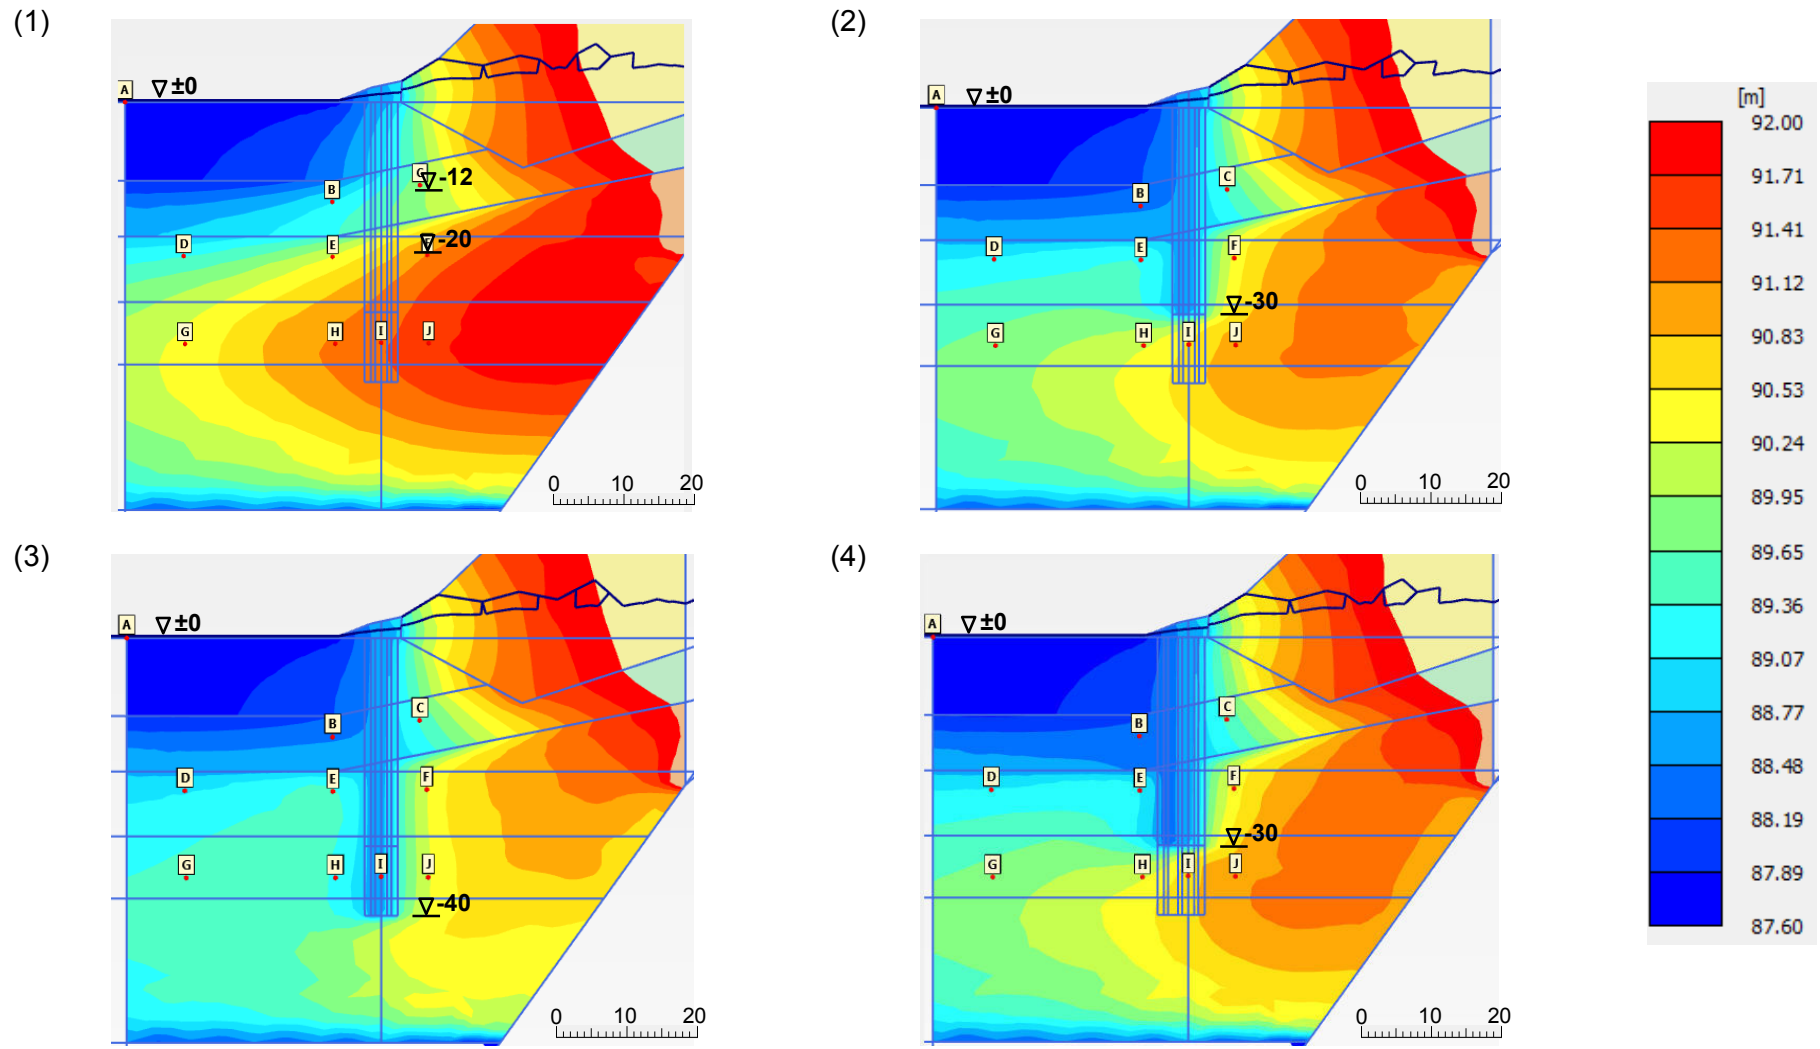 (1)
A
±0
B
C
-12
D
E
-20
G
H
I
J
0 10 20
(2)
A
±0
B
C
D
E
F
-30
G
H
I
J
0 10 20
[m]
92.00
91.71
91.41
91.12
90.83
90.53
90.24
89.95
89.65
89.36
89.07
88.77
88.48
88.19
87.89
87.60
(3)
A
±0
B
C
D
E
F
G
H
I
J
-40
0 10 20
(4)
A
±0
B
C
D
E
F
-30
G
H
I
J
0 10 20